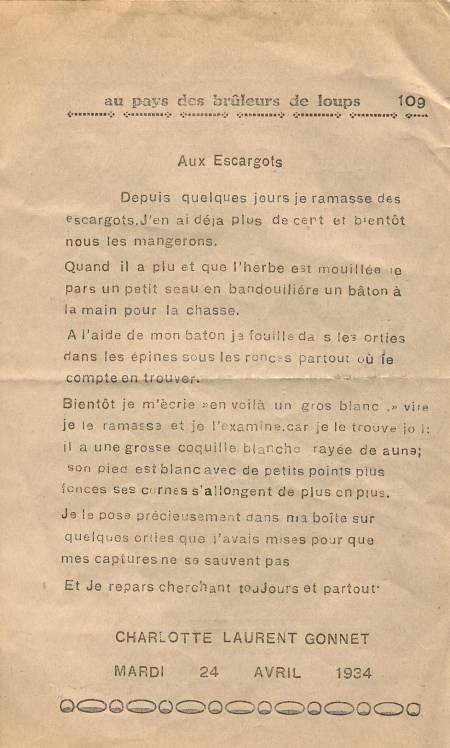 au pays des brûleurs de loups 109
Aux Escargots
Depuis quelques jours je ramasse des
escargots.J'en ai déja plus de cent et bientôt
nous les mangerons.
Quand il a plu et que l'herbe est mouillée je
pars un petit seau en bandouiliére un bâton à
la main pour la chasse.
A l'aide de mon baton je fouille da s les orties
dans les épines sous les ronces partout où je
compte en trouver.
Bientôt je m'ècrie »en voilà un gros blanc .» vite
je le ramasse et je l'examine.car je le trouve joli:
il a une grosse coquille blanche rayée de aune;
son pied est blanc avec de petits points plus
fonces ses cornes s'allongent de plus en plus.
Je le pose précieusement dans ma boîte sur
quelques orties que j'avais mises pour que
mes captures ne se sauvent pas
Et Je repars cherchant touJours et partout
CHARLOTTE LAURENT GONNET
MARDI 24 AVRIL 1934